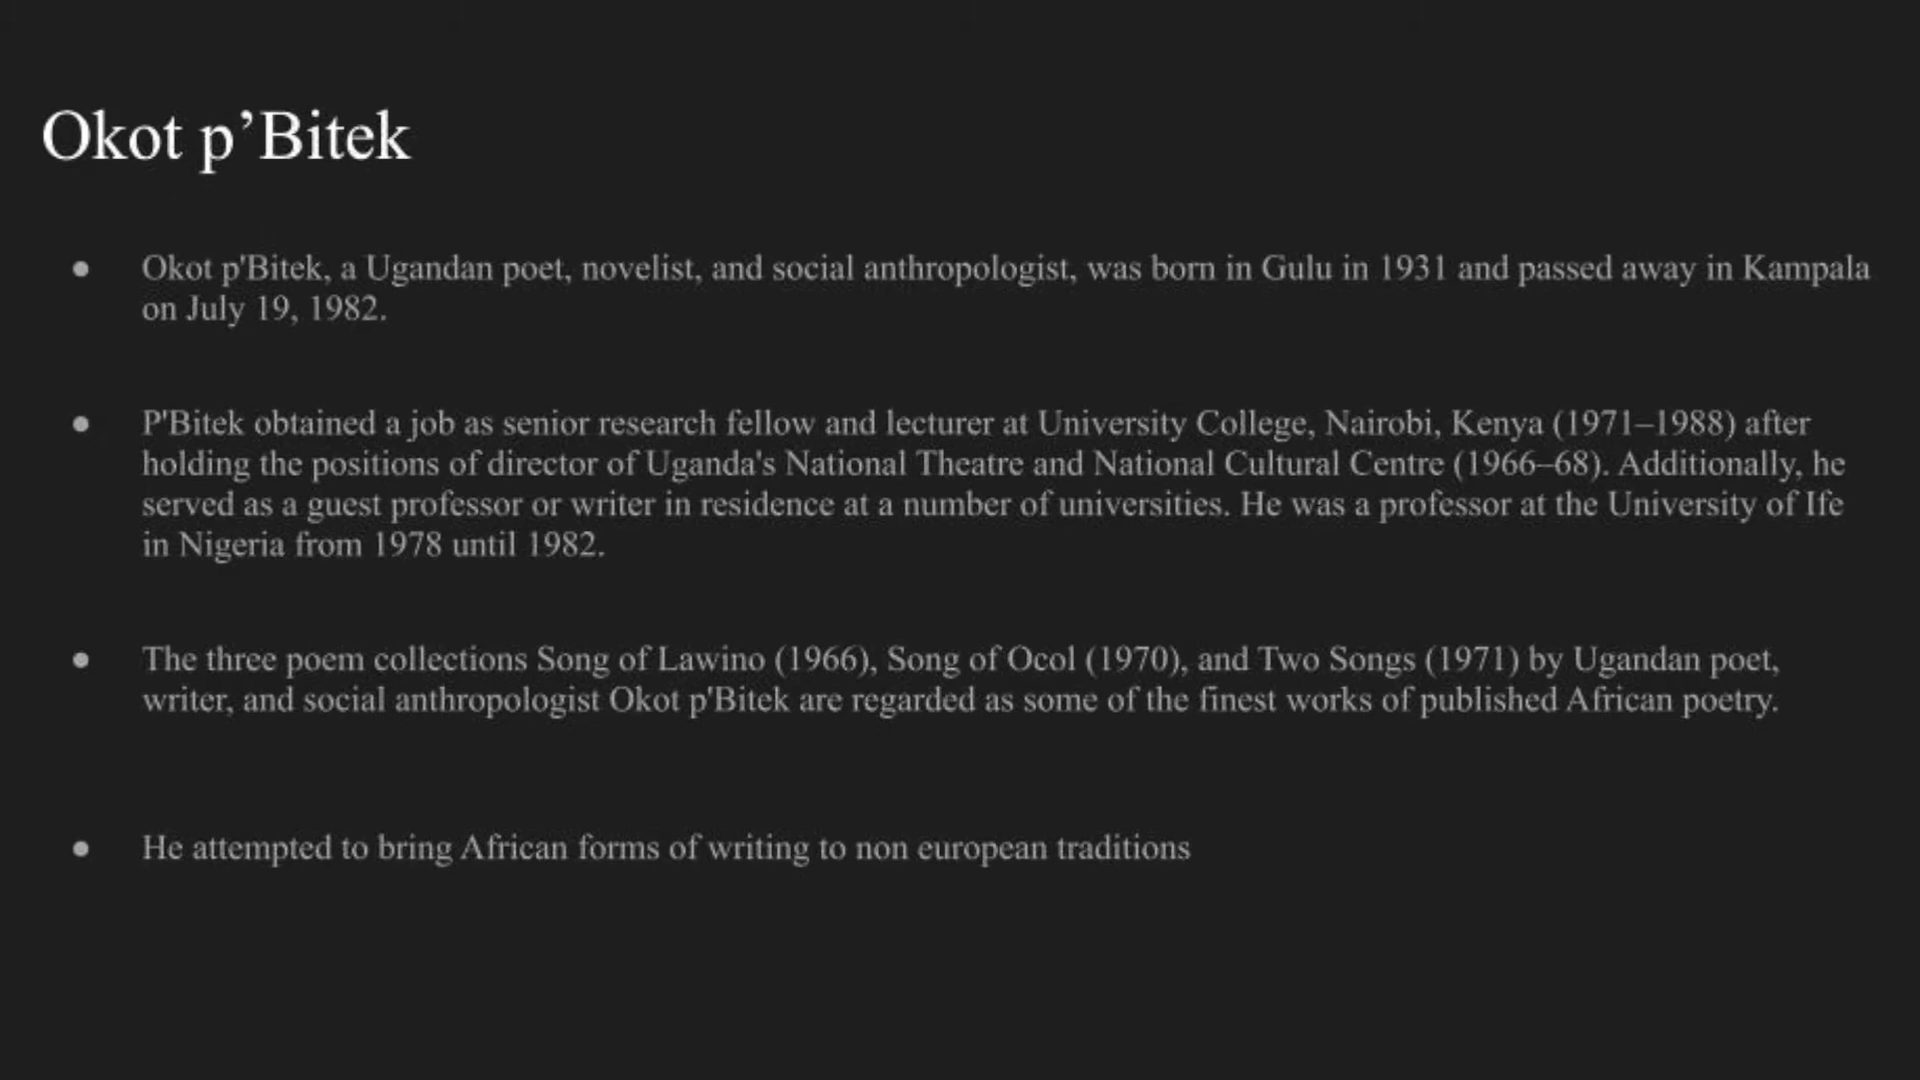 Okot p’Bitek
● Okot p'Bitek, a Ugandan poet, novelist, and social anthropologist, was born in Gulu in 1931 and passed away in Kampala
on July 19, 1982.
● P'Bitek obtained a job as senior research fellow and lecturer at University College, Nairobi, Kenya (1971–1988) after
holding the positions of director of Uganda's National Theatre and National Cultural Centre (1966–68). Additionally, he
served as a guest professor or writer in residence at a number of universities. He was a professor at the University of Ife
in Nigeria from 1978 until 1982.
● The three poem collections Song of Lawino (1966), Song of Ocol (1970), and Two Songs (1971) by Ugandan poet,
writer, and social anthropologist Okot p'Bitek are regarded as some of the finest works of published African poetry.
● He attempted to bring African forms of writing to non european traditions